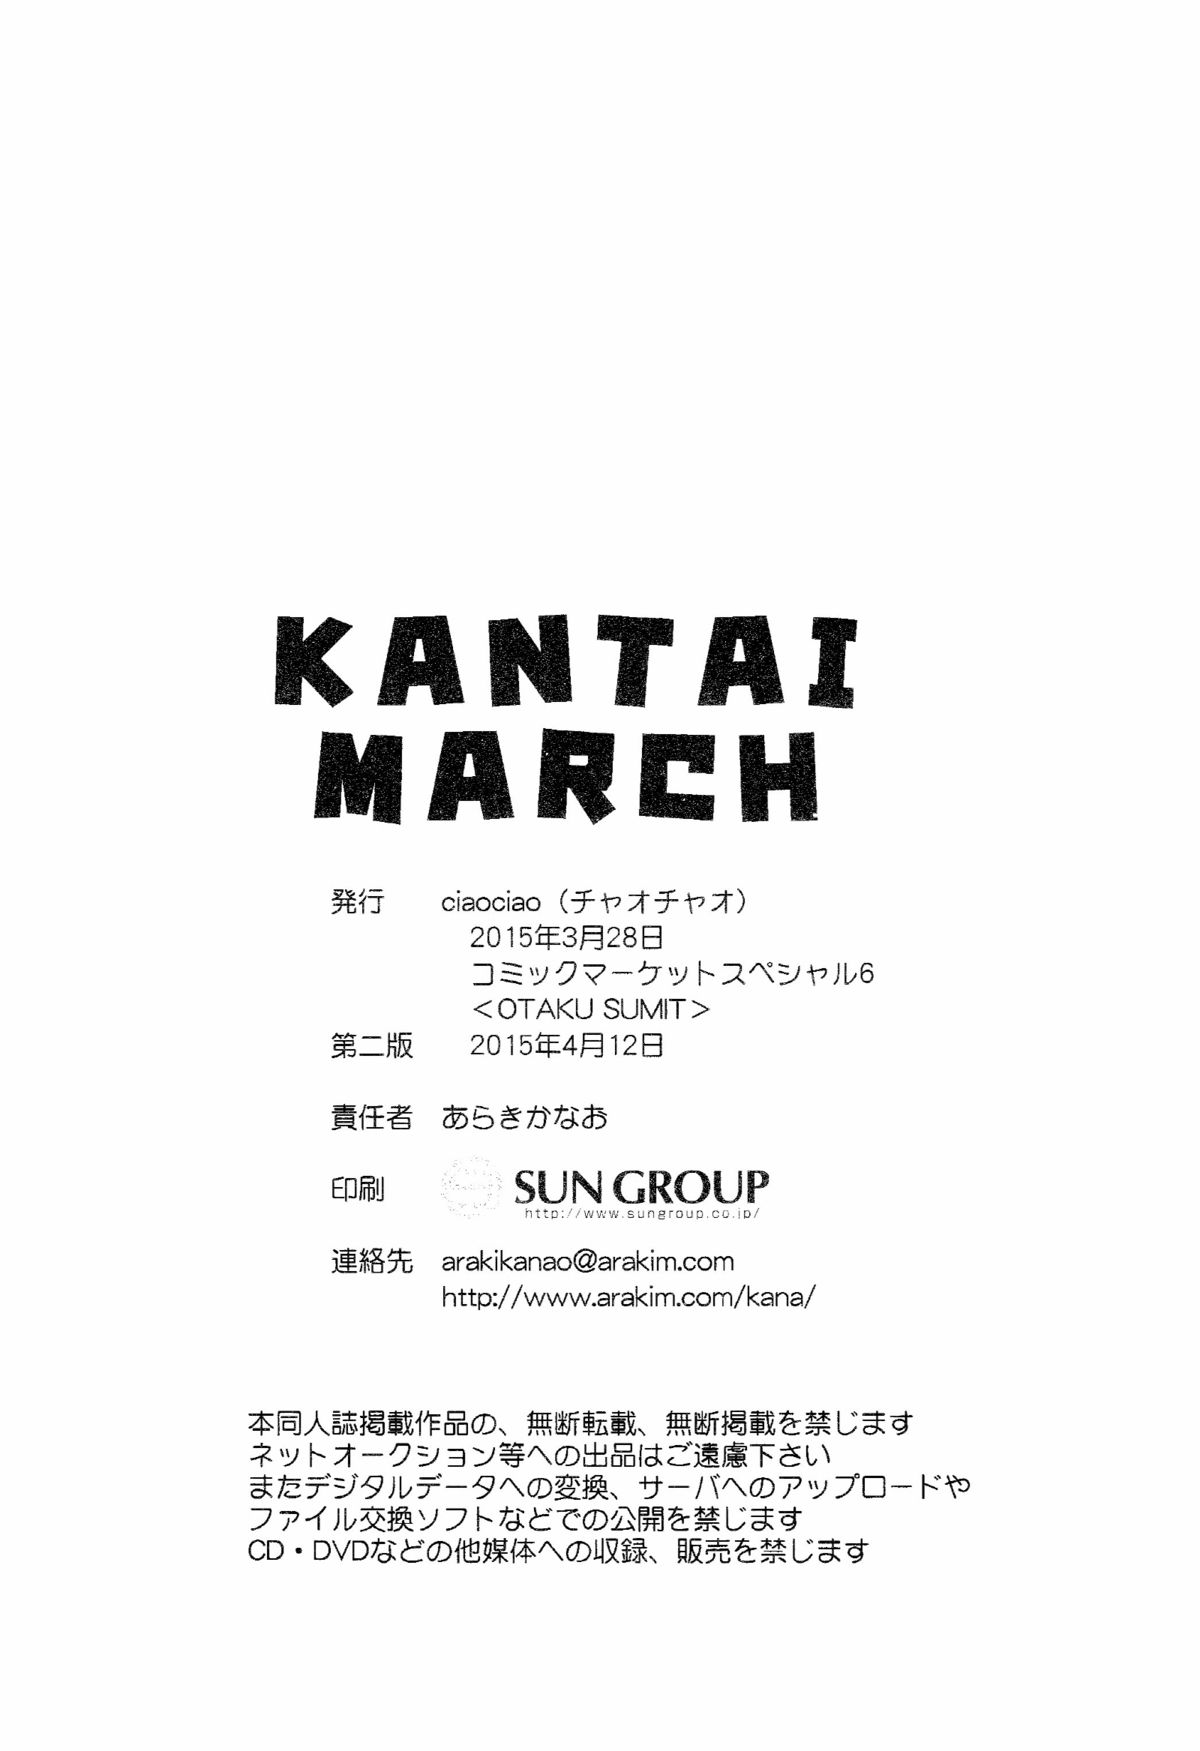 KANTAI
MARCH
発行 ciaociao（チャオチャオ）
2015年3月28日
コミックマーケットスペシャル6
＜OTAKU SUMIT＞
第二版 2015年4月12日
責任者 あらきかなお
印刷 SUN GROUP
http://www.sungroup.co.jp/
連絡先 arakikanao@arakim.com
http://www.arakim.com/kana/
本同人誌掲載作品の、無断転載、無断掲載を禁じます
ネットオークション等への出品はご遠慮下さい
またデジタルデータへの変換、サーバへのアップロードや
ファイル交換ソフトなどでの公開を禁じます
CD・DVDなどの他媒体への収録、販売を禁じます